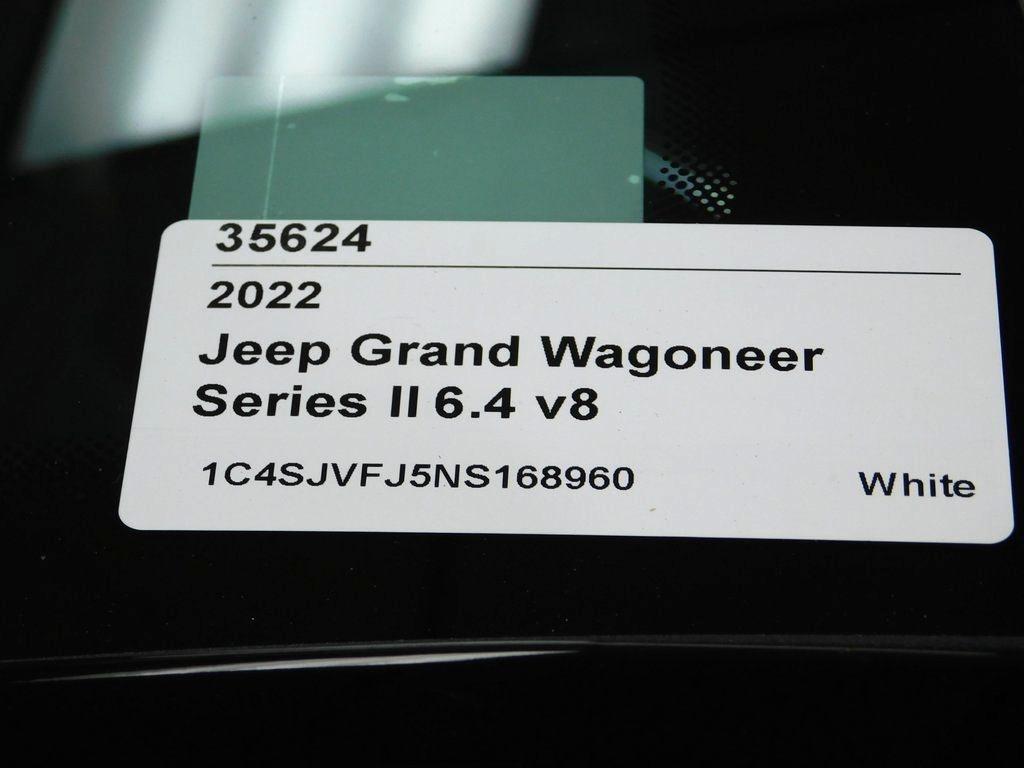 35624
2022
Jeep Grand Wagoneer
Series II 6.4 v8
1C4SJVFJ5NS168960 White